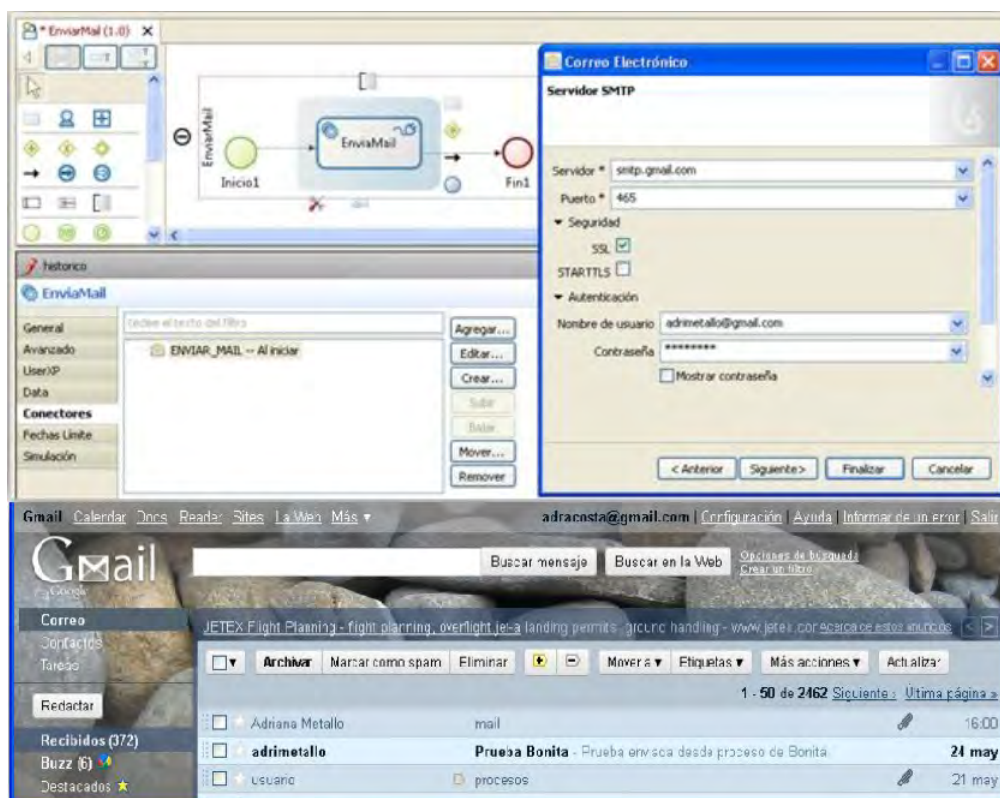 * EnviarMail (1.0)
EnviarMail
EnviaMail
Inicio1
Fin1
Correo Electrónico
Servidor SMTP
Servidor * smtp.gmail.com
Puerto * 465
Seguridad
SSL
STARTTLS
Autenticación
Nombre de usuario adrimetallo@gmail.com
Contraseña ********
Mostrar contraseña
< Anterior Siguiente > Finalizar Cancelar
historico
EnviaMail
General
Avanzado
UserXP
Data
Conectores
Fechas Límite
Simulación
ENVIAR_MAIL -- Al iniciar
Agregar...
Editar...
Crear...
Subir
Bajar
Mover...
Remover
Gmail Calendar Docs Reader Sites La Web Más ▾ adracosta@gmail.com | Configuración | Ayuda | Informar de un error | Salir
Gmail
Buscar mensaje Buscar en la Web Opciones de búsqueda
Crear un filtro
Correo
Contactos
Tareas
Redactar
Recibidos (372)
Buzz (6)
Destacados
JETEX Flight Planning - flight planning, overflight, landing permits, ground handling - www.jetex.com Acerca de estos anuncios < >
Archivar Marcar como spam Eliminar Mover a ▾ Etiquetas ▾ Más acciones ▾ Actualizar
1 - 50 de 2462 Siguiente › Última página »
Adriana Metallo mail 16:00
adrimetallo Prueba Bonita - Prueba enviada desde proceso de Bonita 24 may
usuario procesos 21 may